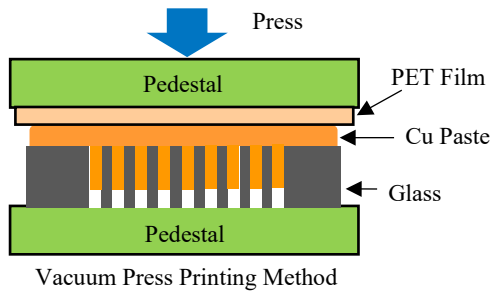 Press
Pedestal
PET Film
Cu Paste
Glass
Pedestal
Vacuum Press Printing Method